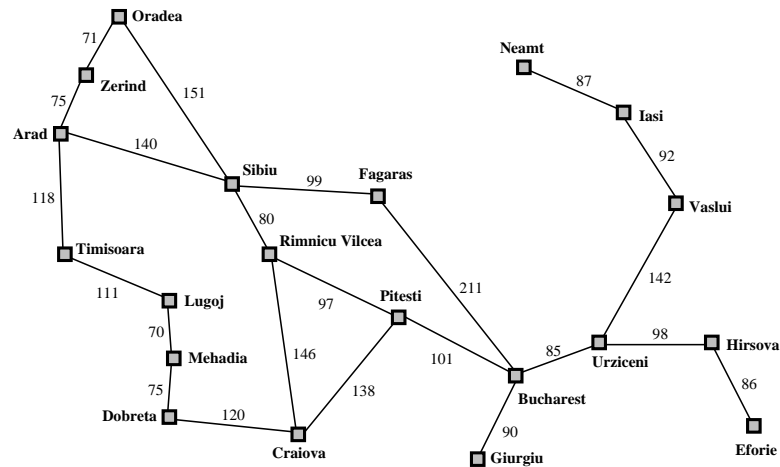 Oradea
71
Neamt
87
Zerind
151
75
Iasi
Arad
140
92
Sibiu
Fagaras
99
118
Vaslui
80
Timisoara
Rimnicu Vilcea
111
142
211
Lugoj
97
Pitesti
70
98
Hirsova
146
101
85
Mehadia
Urziceni
138
86
75
Bucharest
120
Dobreta
90
Craiova
Eforie
Giurgiu